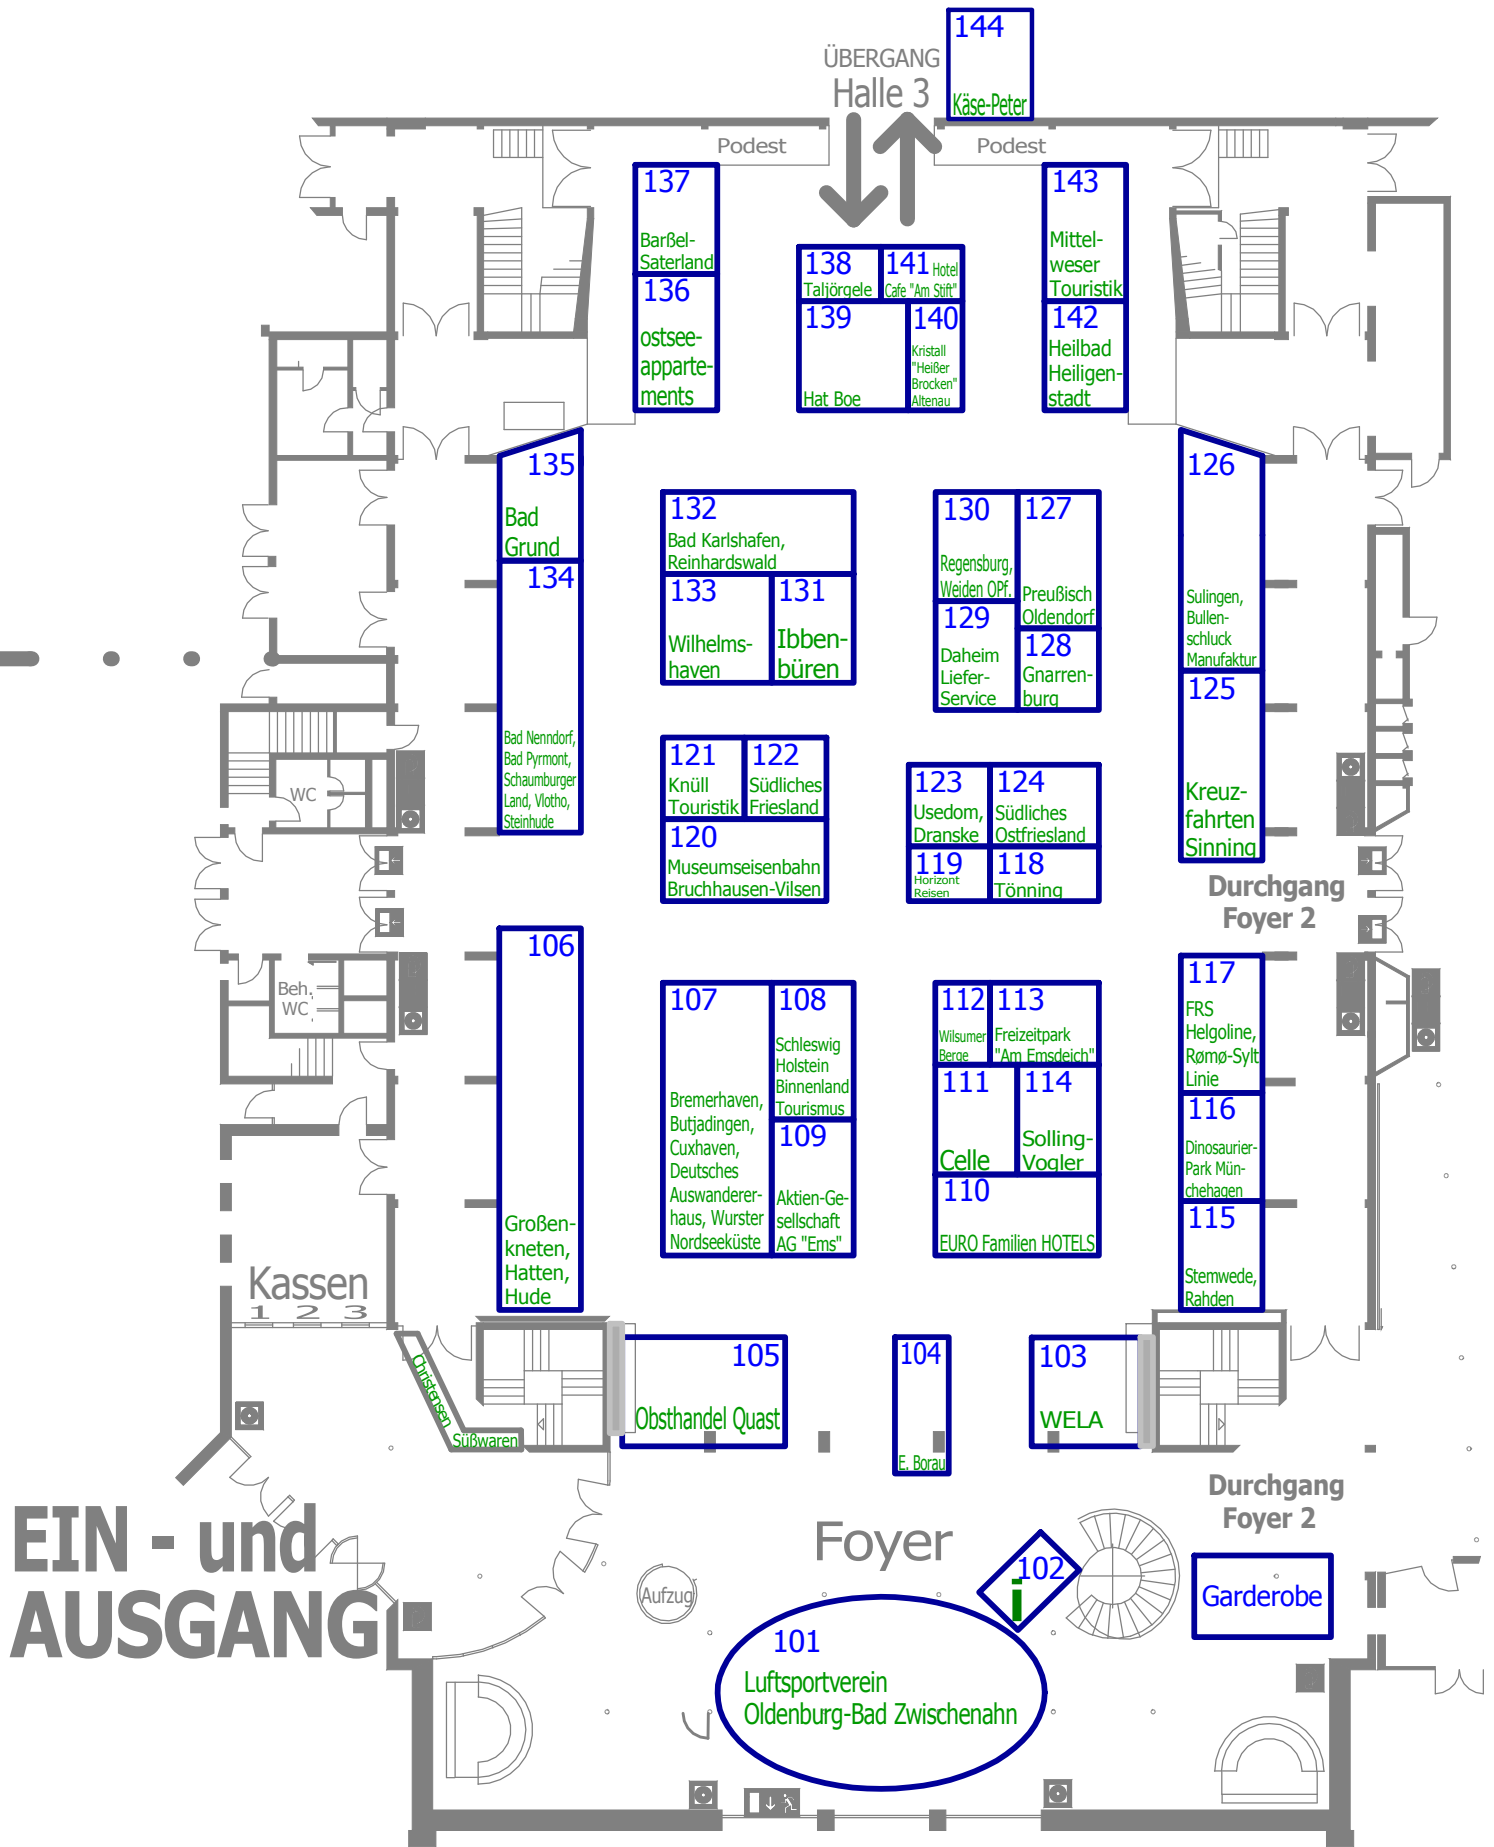 144
Käse-Peter
ÜBERGANG
Halle 3
Podest
Podest
137
Barßel-
Saterland
136
ostsee-
apparte-
ments
138
Taljörgele
141 Hotel
Cafe "Am Stift"
139
Hat Boe
140
Kristall
"Heißer
Brocken"
Altenau
143
Mittel-
weser
Touristik
142
Heilbad
Heiligen-
stadt
135
Bad
Grund
134
Bad Nenndorf,
Bad Pyrmont,
Schaumburger
Land, Vlotho,
Steinhude
132
Bad Karlshafen,
Reinhardswald
133
Wilhelms-
haven
131
Ibben-
büren
130
Regensburg,
Weiden OPf.
127
Preußisch
Oldendorf
129
Daheim
Liefer-
Service
128
Gnarren-
burg
126
Sulingen,
Bullen-
schluck
Manufaktur
125
Kreuz-
fahrten
Sinning
WC
121
Knüll
Touristik
122
Südliches
Friesland
120
Museumseisenbahn
Bruchhausen-Vilsen
123
Usedom,
Dranske
124
Südliches
Ostfriesland
119
Horizont
Reisen
118
Tönning
Durchgang
Foyer 2
Beh.
WC
106
Großen-
kneten,
Hatten,
Hude
107
Bremerhaven,
Butjadingen,
Cuxhaven,
Deutsches
Auswanderer-
haus, Wurster
Nordseeküste
108
Schleswig
Holstein
Binnenland
Tourismus
109
Aktien-Ge-
sellschaft
AG "Ems"
112
Wilsumer
Berge
113
Freizeitpark
"Am Emsdeich"
111
Celle
114
Solling-
Vogler
110
EURO Familien HOTELS
117
FRS
Helgoline,
Rømø-Sylt
Linie
116
Dinosaurier-
Park Mün-
chehagen
115
Stemwede,
Rahden
Kassen
1 2 3
Christensen
Süßwaren
105
Obsthandel Quast
104
E. Borau
103
WELA
Durchgang
Foyer 2
EIN - und
AUSGANG
Foyer
Aufzug
102
i
Garderobe
101
Luftsportverein
Oldenburg-Bad Zwischenahn